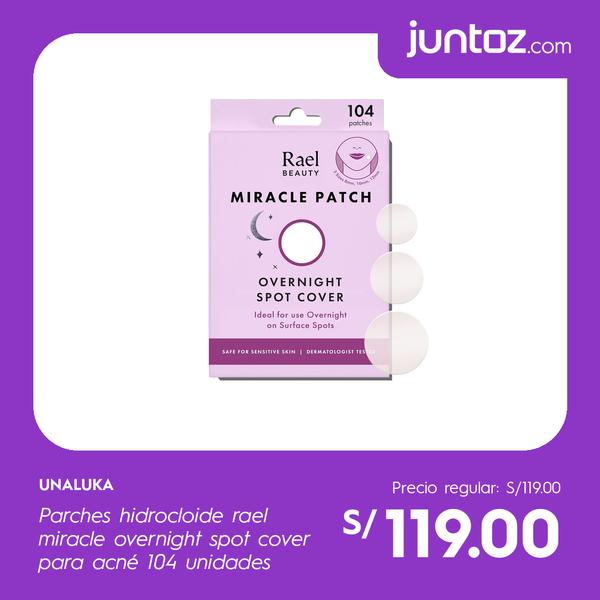 juntoz.com
104
patches
Rael
BEAUTY
MIRACLE PATCH
OVERNIGHT
SPOT COVER
Ideal for use Overnight
on Surface Spots
SAFE FOR SENSITIVE SKIN | DERMATOLOGIST TESTED
UNALUKA
Parches hidrocloide rael
miracle overnight spot cover
para acné 104 unidades
Precio regular: S/119.00
S/119.00